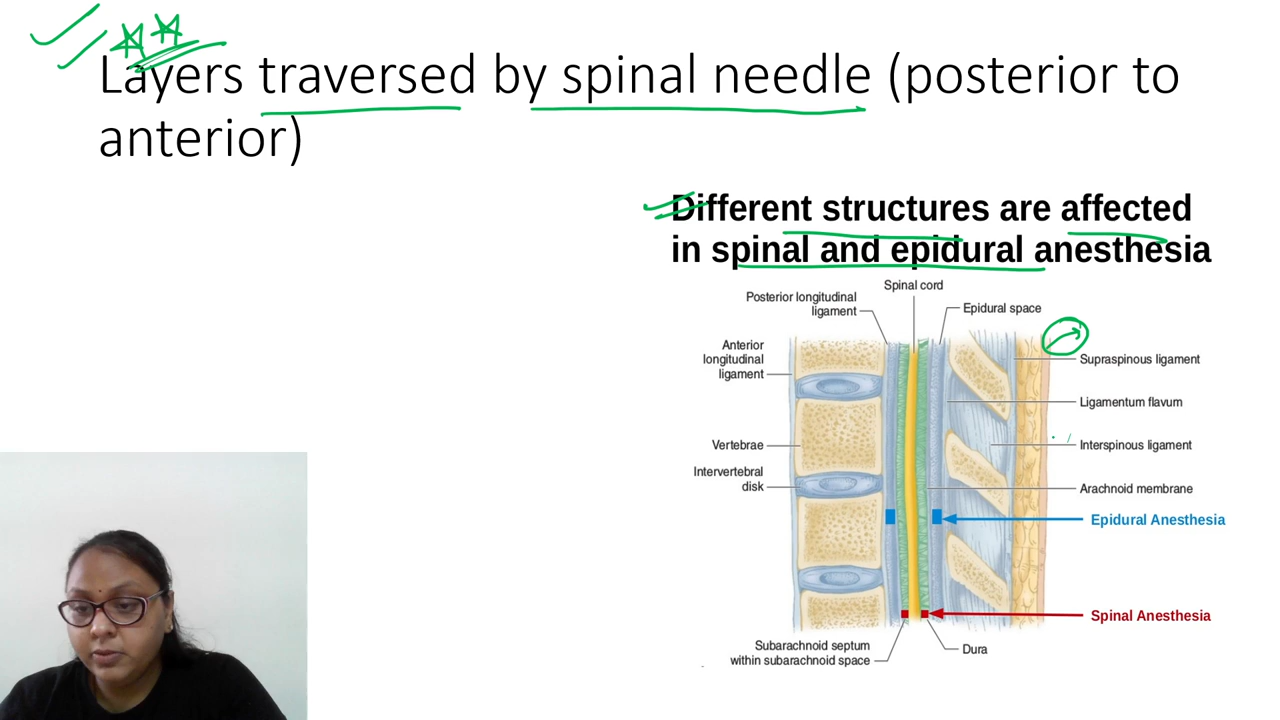 Layers traversed by spinal needle (posterior to
anterior)
Different structures are affected
in spinal and epidural anesthesia
Spinal cord
Posterior longitudinal
ligament
Epidural space
Anterior
longitudinal
ligament
Supraspinous ligament
Ligamentum flavum
Vertebrae
Interspinous ligament
Intervertebral
disk
Arachnoid membrane
Epidural Anesthesia
Spinal Anesthesia
Subarachnoid septum
within subarachnoid space
Dura